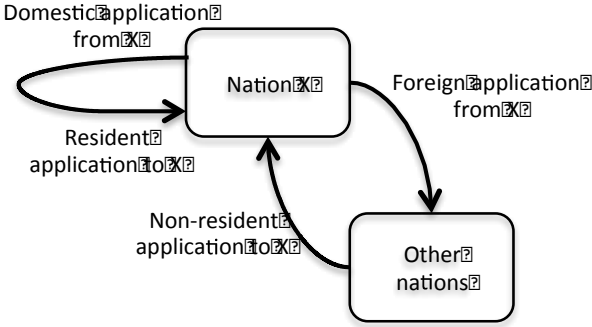 Domestic application
from X
Nation X
Foreign application
from X
Resident
application to X
Non-resident
application to X
Other
nations